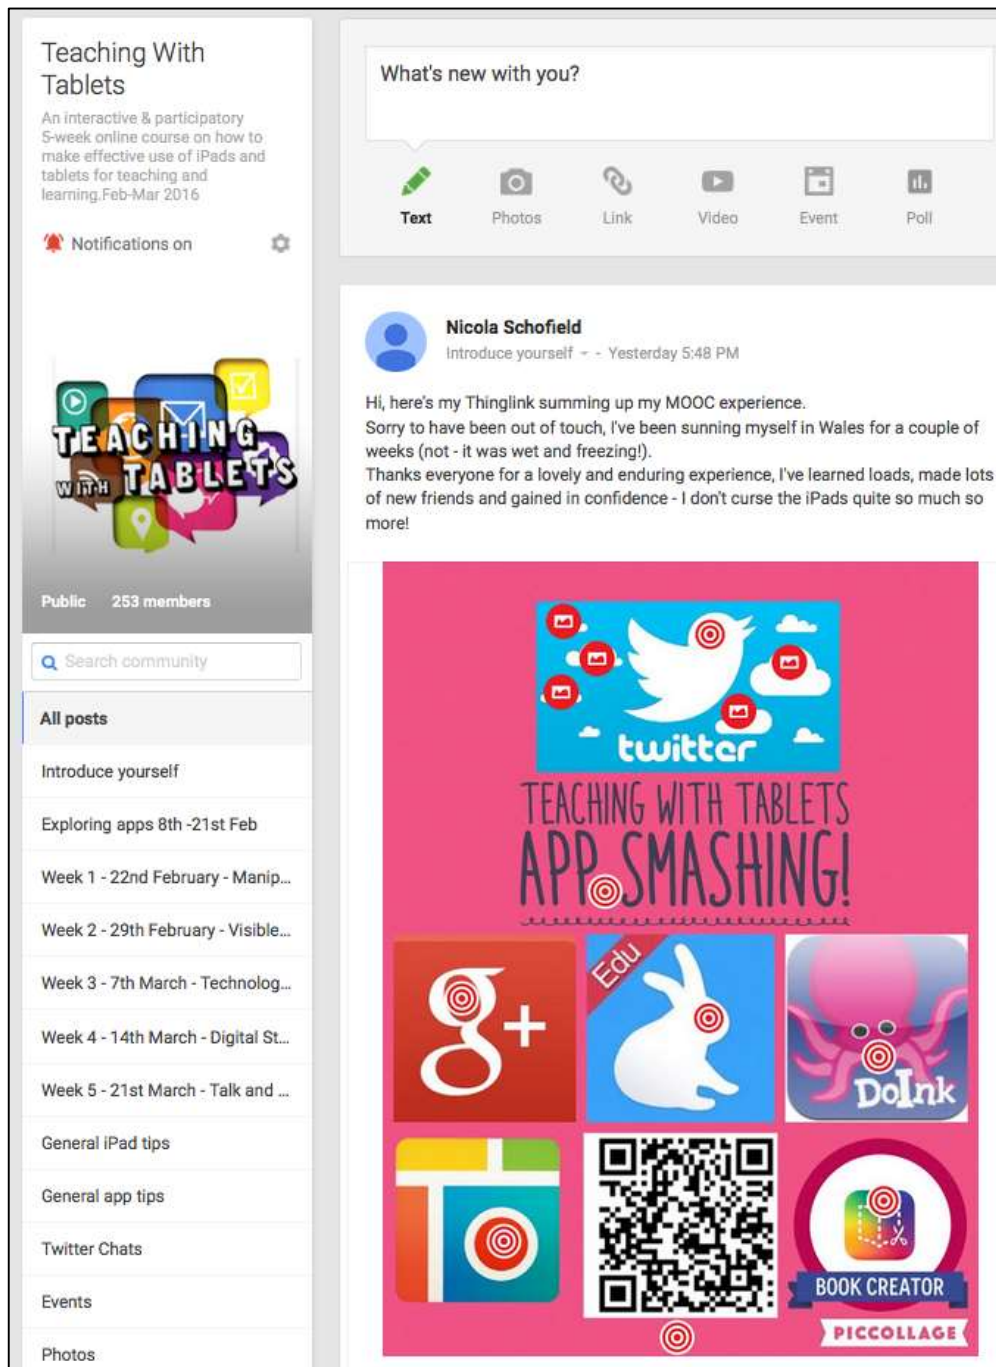 Teaching With
Tablets
An interactive & participatory
5-week online course on how to
make effective use of iPads and
tablets for teaching and
learning.Feb-Mar 2016
Notifications on
TEACHING
WITH TABLETS
Public 253 members
Search community
All posts
Introduce yourself
Exploring apps 8th -21st Feb
Week 1 - 22nd February - Manip...
Week 2 - 29th February - Visible...
Week 3 - 7th March - Technolog...
Week 4 - 14th March - Digital St...
Week 5 - 21st March - Talk and ...
General iPad tips
General app tips
Twitter Chats
Events
Photos
What's new with you?
Text Photos Link Video Event Poll
Nicola Schofield
Introduce yourself - Yesterday 5:48 PM
Hi, here's my Thinglink summing up my MOOC experience.
Sorry to have been out of touch, I've been sunning myself in Wales for a couple of
weeks (not - it was wet and freezing!).
Thanks everyone for a lovely and enduring experience, I've learned loads, made lots
of new friends and gained in confidence - I don't curse the iPads quite so much so
more!
twitter
TEACHING WITH TABLETS
APP SMASHING!
g+
Edu
DoInk
BOOK CREATOR
PICCOLLAGE